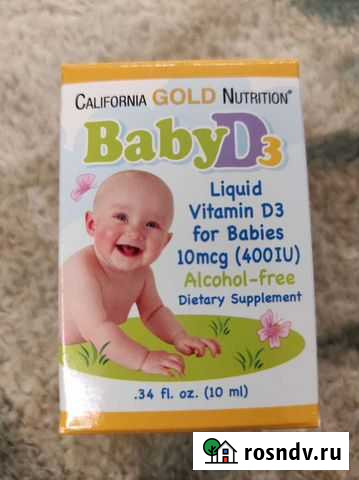 CALIFORNIA GOLD NUTRITION®
BabyD3
Liquid
Vitamin D3
for Babies
10mcg (400IU)
Alcohol-free
Dietary Supplement
.34 fl. oz. (10 ml)
rosndv.ru